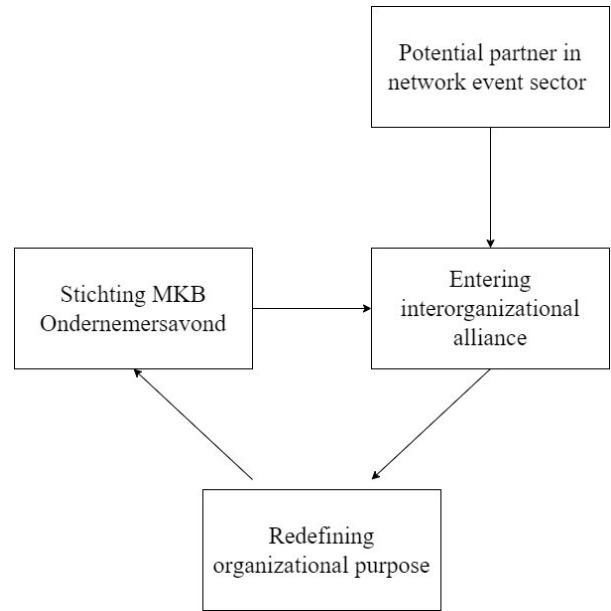 Potential partner in
network event sector
Stichting MKB
Ondernemersavond
Entering
interorganizational
alliance
Redefining
organizational purpose